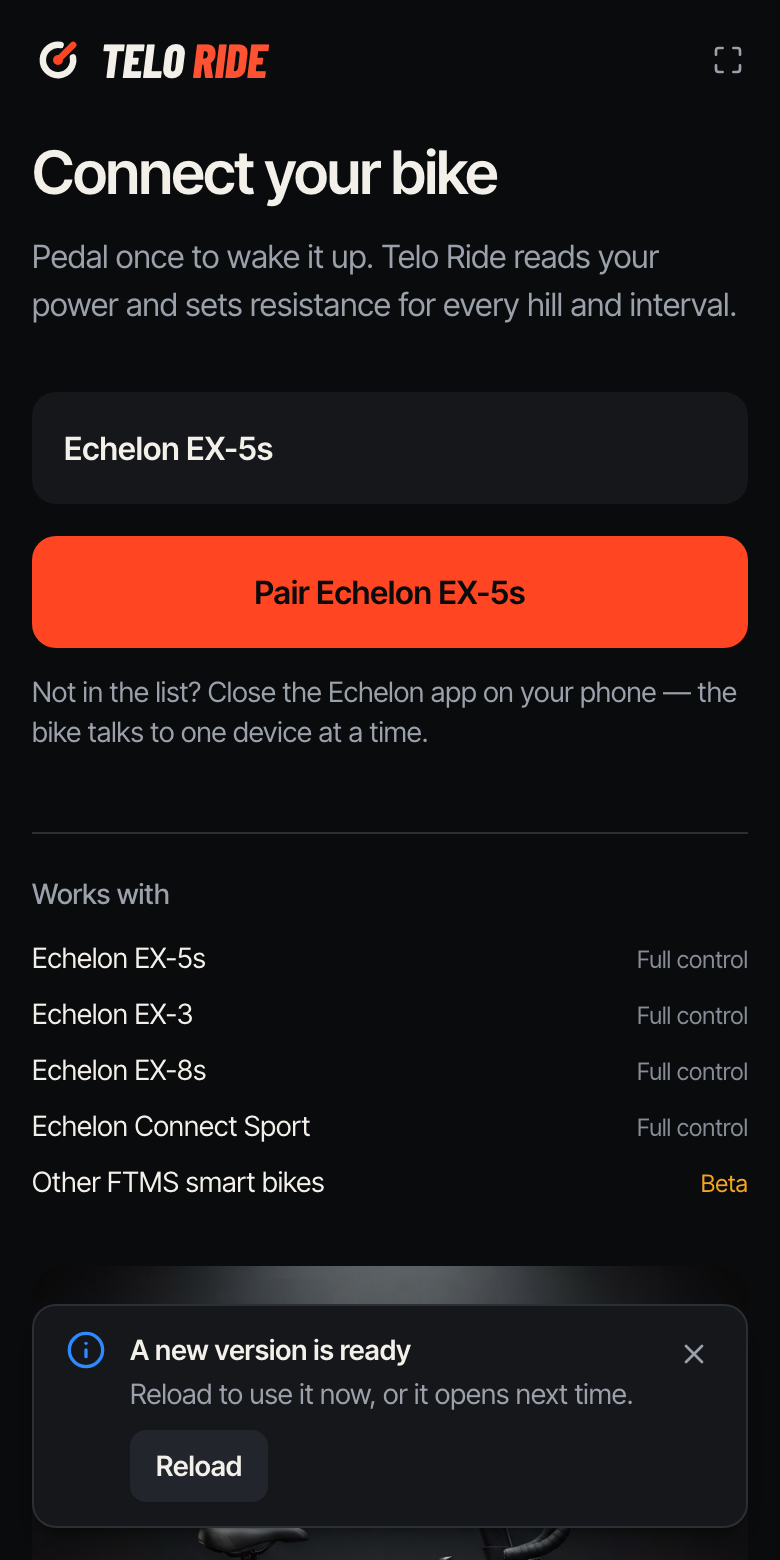 TELO RIDE
Connect your bike
Pedal once to wake it up. Telo Ride reads your
power and sets resistance for every hill and interval.
Echelon EX-5s
Pair Echelon EX-5s
Not in the list? Close the Echelon app on your phone — the
bike talks to one device at a time.
Works with
Echelon EX-5s Full control
Echelon EX-3 Full control
Echelon EX-8s Full control
Echelon Connect Sport Full control
Other FTMS smart bikes Beta
A new version is ready
Reload to use it now, or it opens next time.
Reload